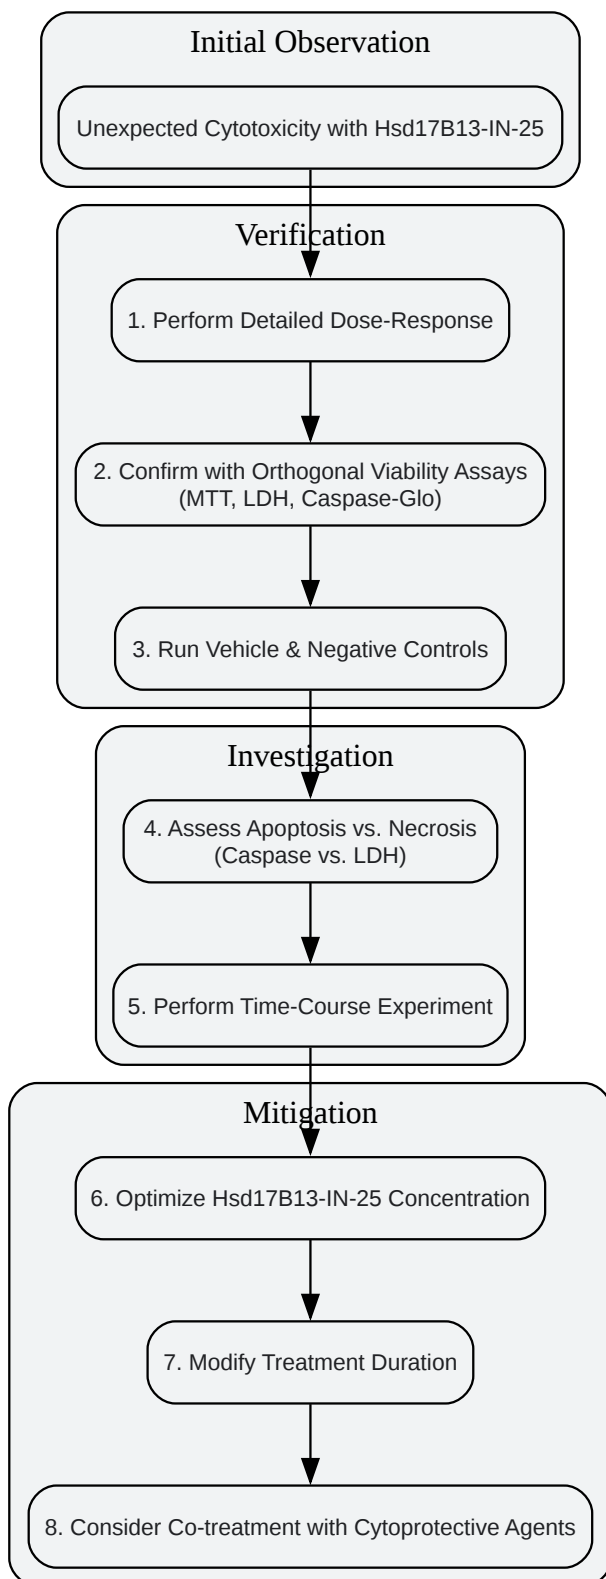 Initial Observation
Unexpected Cytotoxicity with Hsd17B13-IN-25
Verification
1. Perform Detailed Dose-Response
2. Confirm with Orthogonal Viability Assays
(MTT, LDH, Caspase-Glo)
3. Run Vehicle & Negative Controls
Investigation
4. Assess Apoptosis vs. Necrosis
(Caspase vs. LDH)
5. Perform Time-Course Experiment
Mitigation
6. Optimize Hsd17B13-IN-25 Concentration
7. Modify Treatment Duration
8. Consider Co-treatment with Cytoprotective Agents